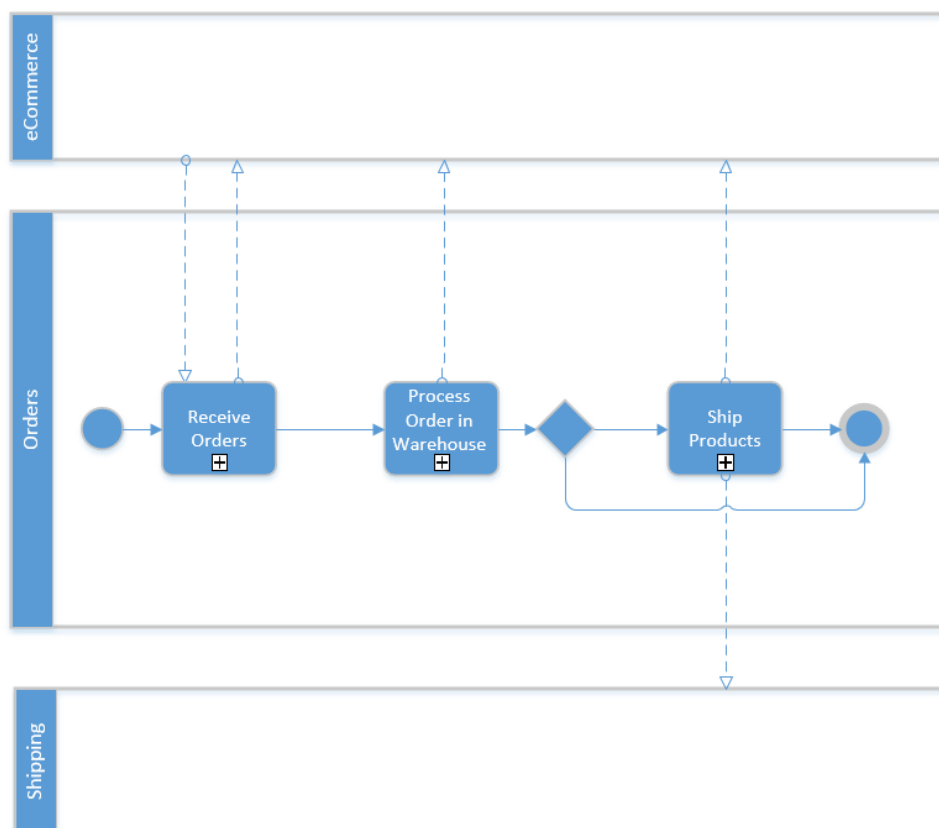 eCommerce
Orders
Receive
Orders
Process
Order in
Warehouse
Ship
Products
Shipping